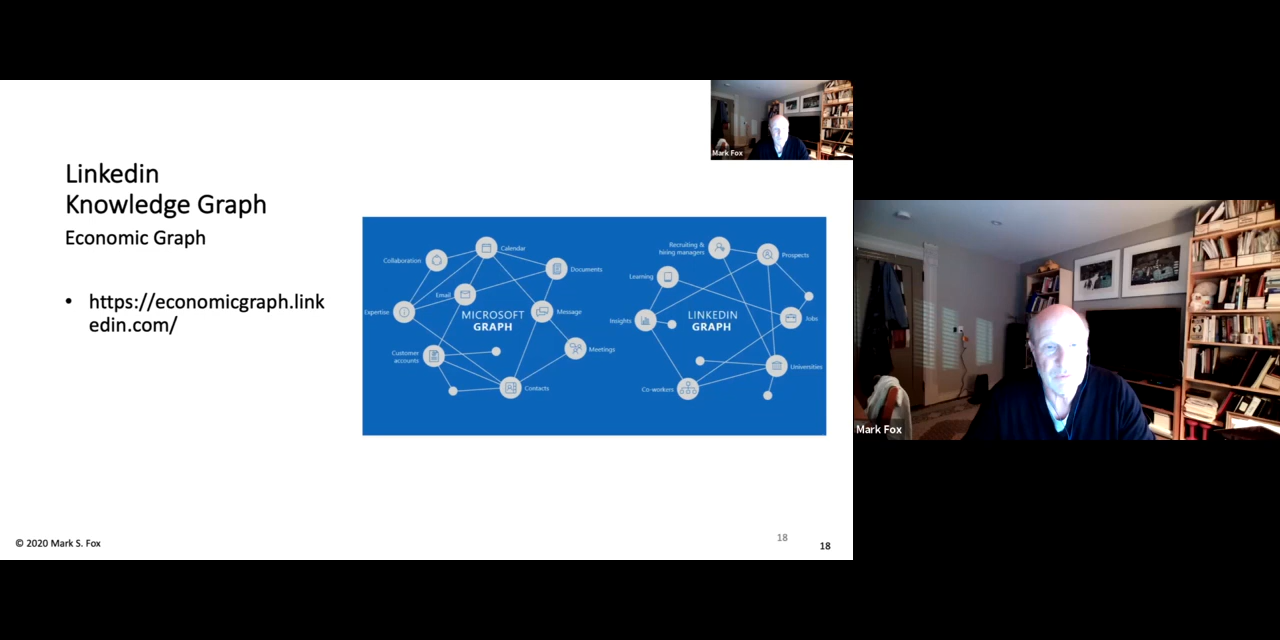 Mark Fox
Linkedin
Knowledge Graph
Economic Graph
• https://economicgraph.link
edin.com/
Collaboration
Calendar
Documents
Email
Expertise
MICROSOFT
GRAPH
Message
Customer
accounts
Meetings
Contacts
Recruiting &
hiring managers
Prospects
Learning
Insights
LINKEDIN
GRAPH
Jobs
Universities
Co-workers
Mark Fox
© 2020 Mark S. Fox
18
18